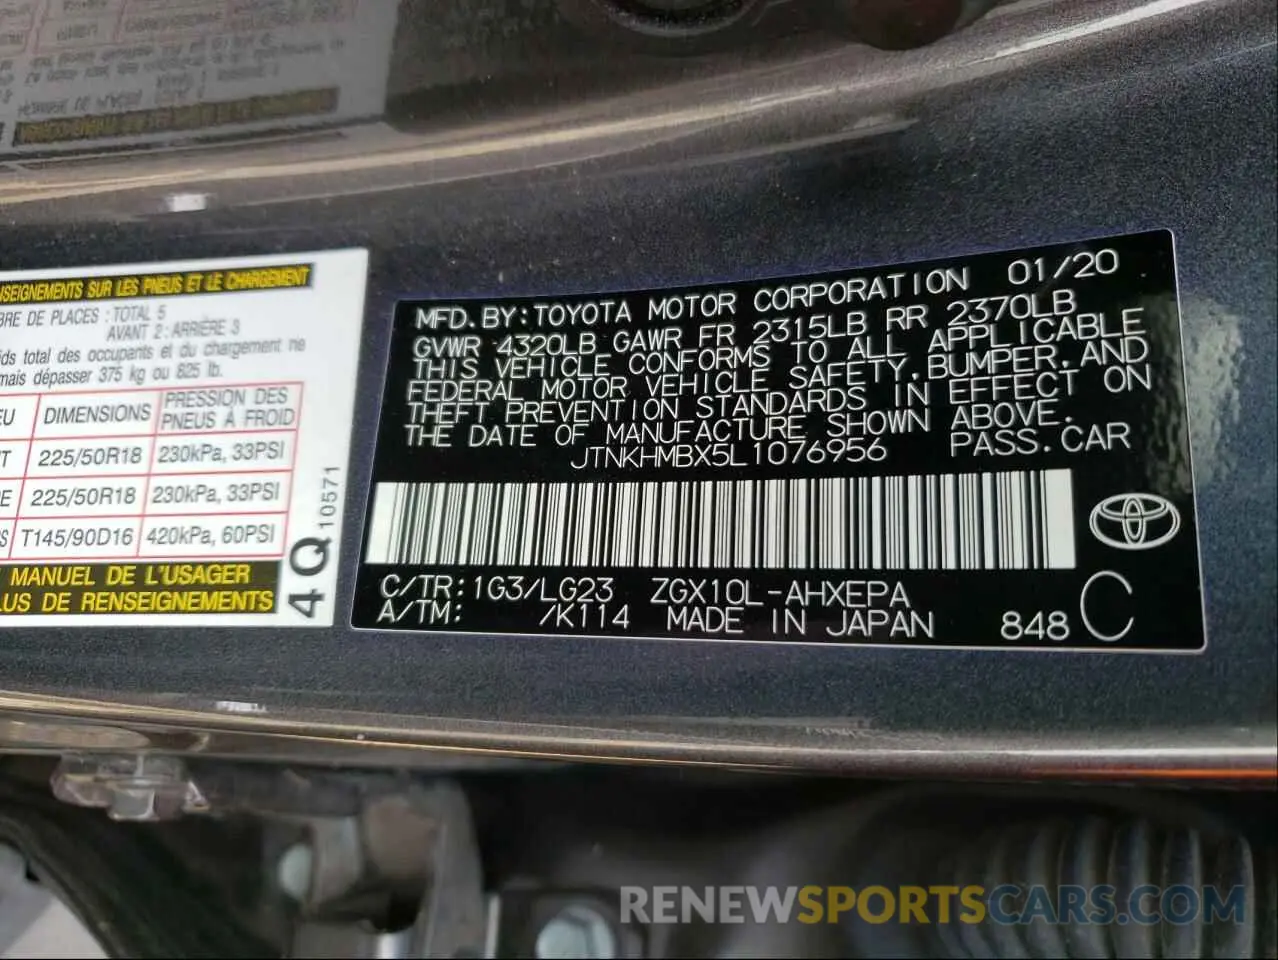 NSEIGNEMENTS SUR LES PNEUS ET LE CHARGEMENT
BRE DE PLACES : TOTAL 5
AVANT 2 : ARRIÈRE 3
ids total des occupants et du chargement ne
mais dépasser 375 kg ou 825 lb.
EU DIMENSIONS PRESSION DES PNEUS À FROID
T 225/50R18 230kPa, 33PSI
RE 225/50R18 230kPa, 33PSI
S T145/90D16 420kPa, 60PSI
MANUEL DE L'USAGER
LUS DE RENSEIGNEMENTS
4Q 10571
MFD. BY: TOYOTA MOTOR CORPORATION 01/20
GVWR 4320LB GAWR FR 2315LB RR 2370LB
THIS VEHICLE CONFORMS TO ALL APPLICABLE
FEDERAL MOTOR VEHICLE SAFETY, BUMPER, AND
THEFT PREVENTION STANDARDS IN EFFECT ON
THE DATE OF MANUFACTURE SHOWN ABOVE.
JTNKHMBX5L1076956 PASS. CAR
C/TR: 1G3/LG23 ZGX10L-AHXEPA
A/TM: /K114 MADE IN JAPAN 848 C
RENEWSPORTSCARS.COM